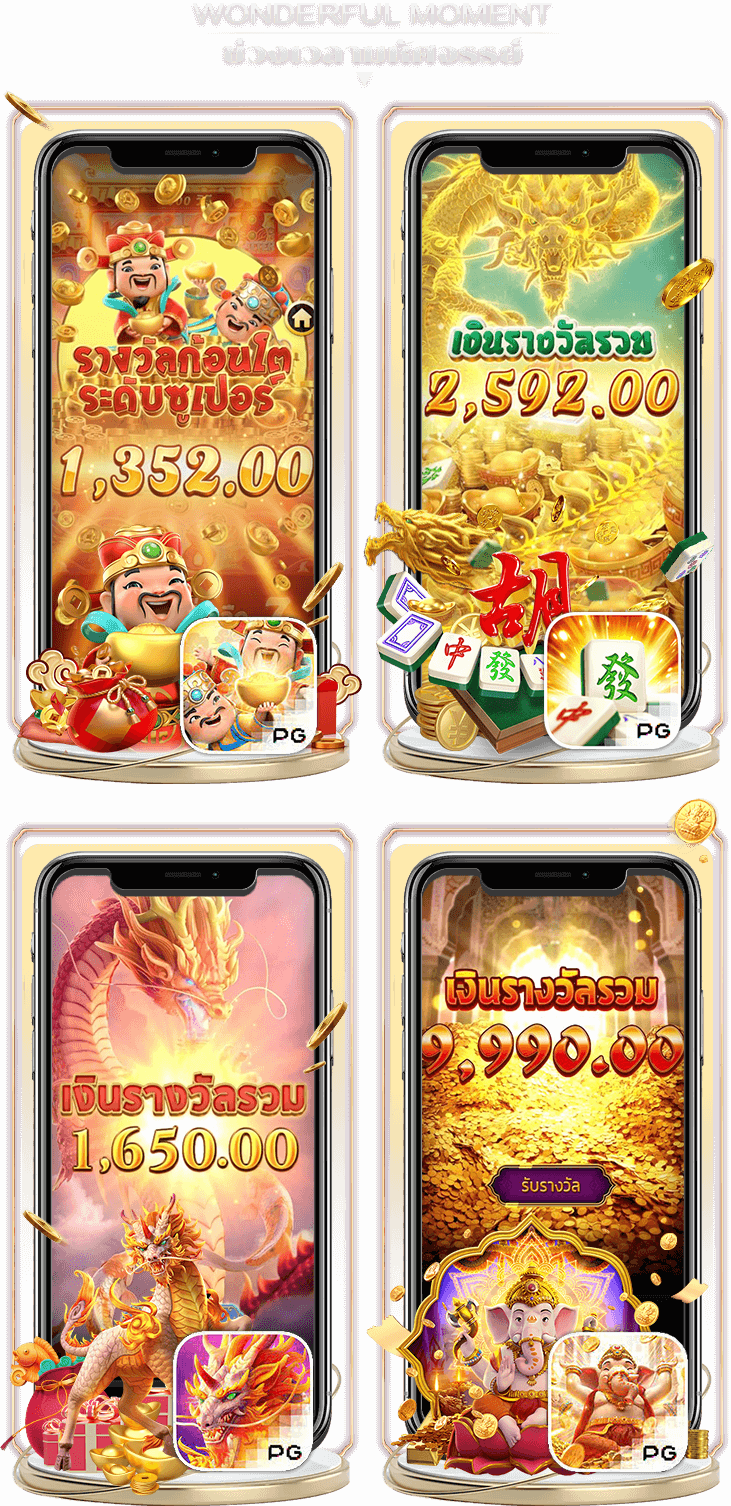 WONDERFUL MOMENT
ช่วงเวลามหัศจรรย์
รางวัลก้อนโต
ระดับซูเปอร์
1,352.00
PG
เงินรางวัลรวม
2,592.00
胡
中
發
發
中
PG
เงินรางวัลรวม
1,650.00
PG
เงินรางวัลรวม
9,990.00
รับรางวัล
PG